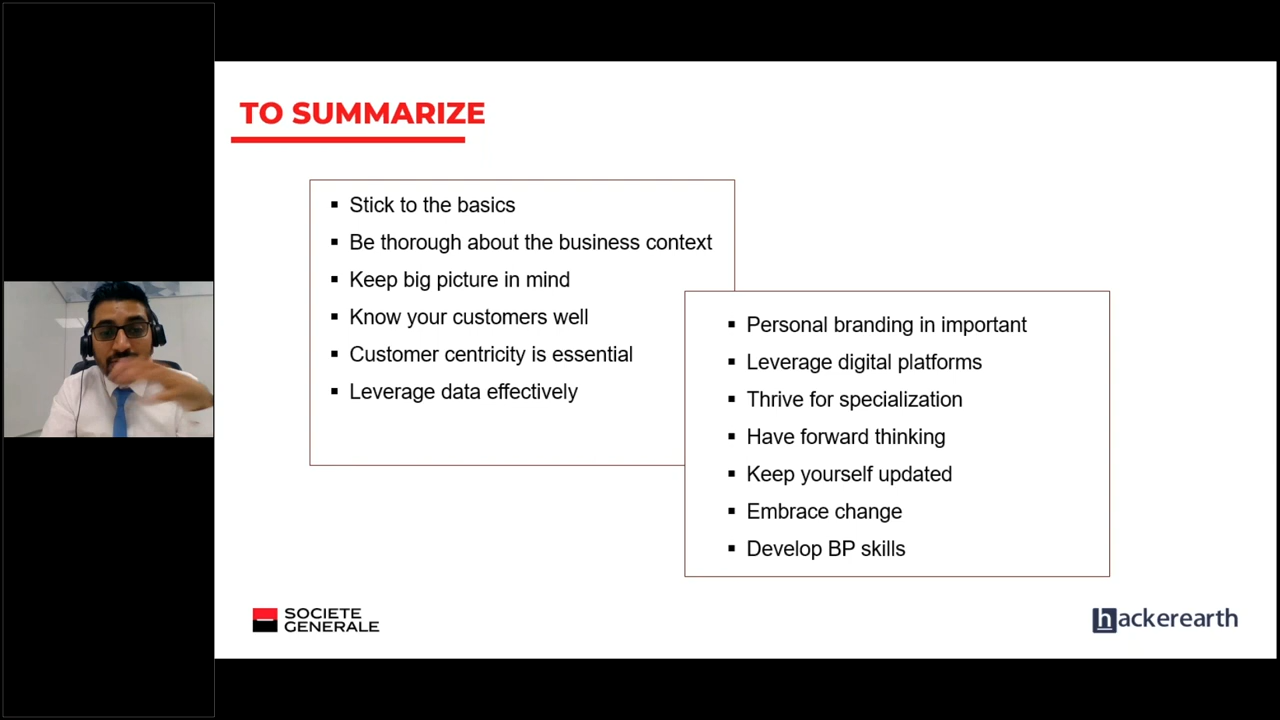 TO SUMMARIZE
Stick to the basics
Be thorough about the business context
Keep big picture in mind
Know your customers well
Customer centricity is essential
Leverage data effectively
Personal branding in important
Leverage digital platforms
Thrive for specialization
Have forward thinking
Keep yourself updated
Embrace change
Develop BP skills
SOCIETE
GENERALE
hackerearth